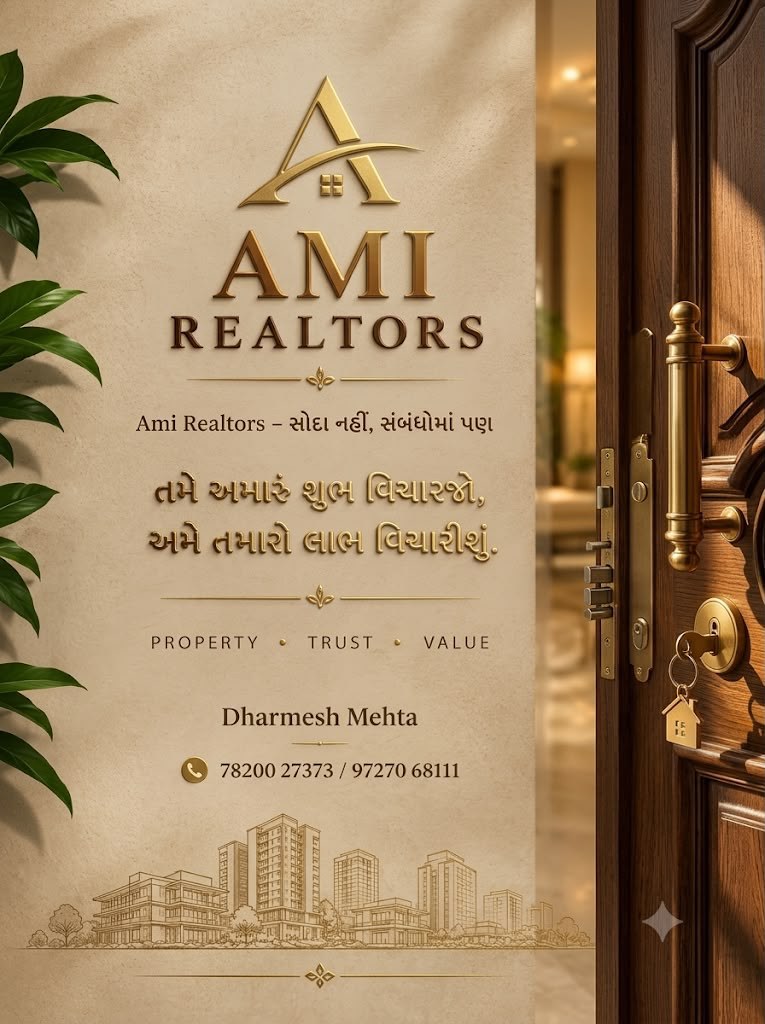 AMI
REALTORS
Ami Realtors – સોદા નહીં, સંબંધોમાં પણ
તમે અમારું શુભ વિચારજો,
અમે તમારો લાભ વિચારીશું.
PROPERTY • TRUST • VALUE
Dharmesh Mehta
78200 27373 / 97270 68111